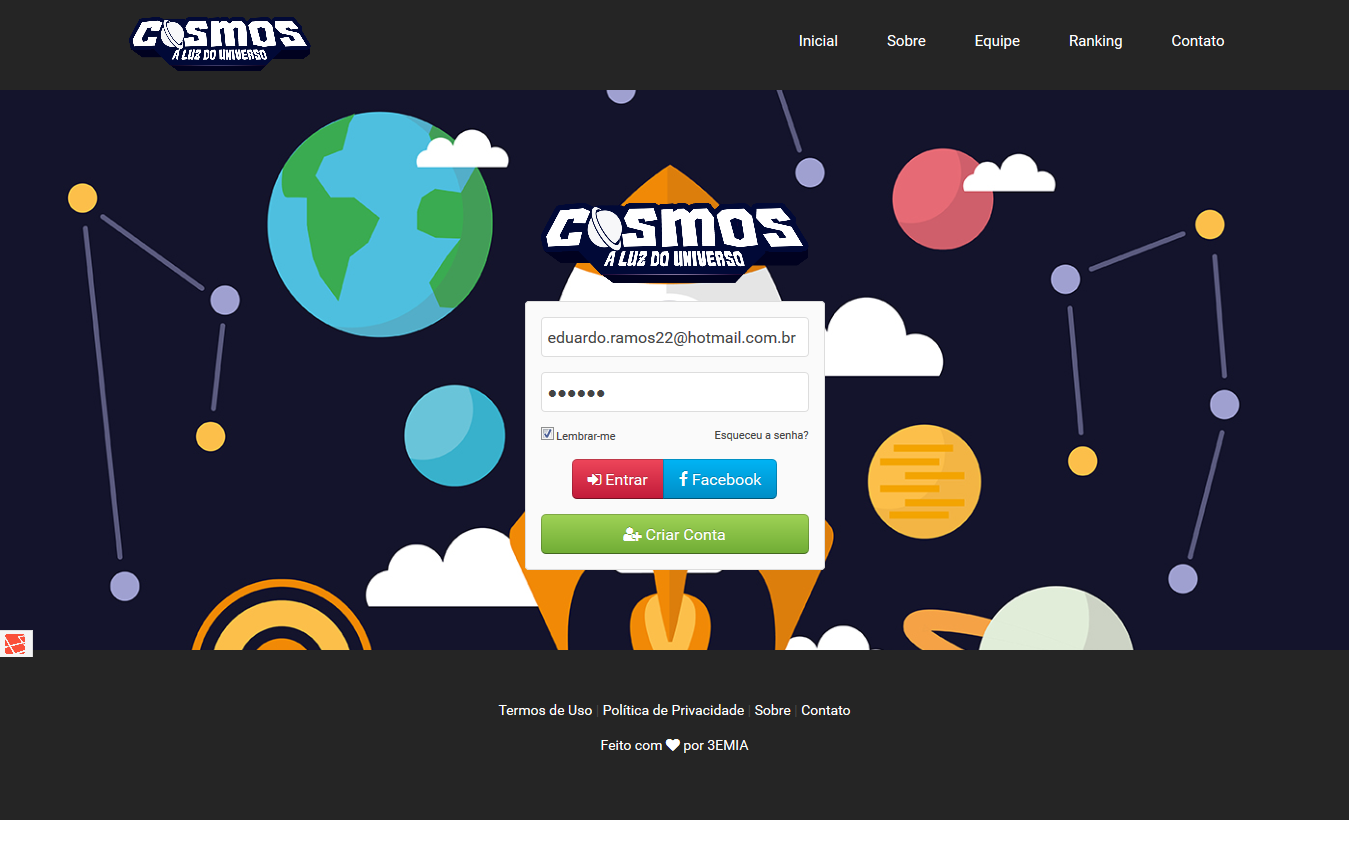 COSMOS
A LUZ DO UNIVERSO
Inicial Sobre Equipe Ranking Contato
COSMOS
A LUZ DO UNIVERSO
eduardo.ramos22@hotmail.com.br
●●●●●●
Lembrar-me Esqueceu a senha?
Entrar Facebook
Criar Conta
Termos de Uso | Política de Privacidade | Sobre | Contato
Feito com ♥ por 3EMIA